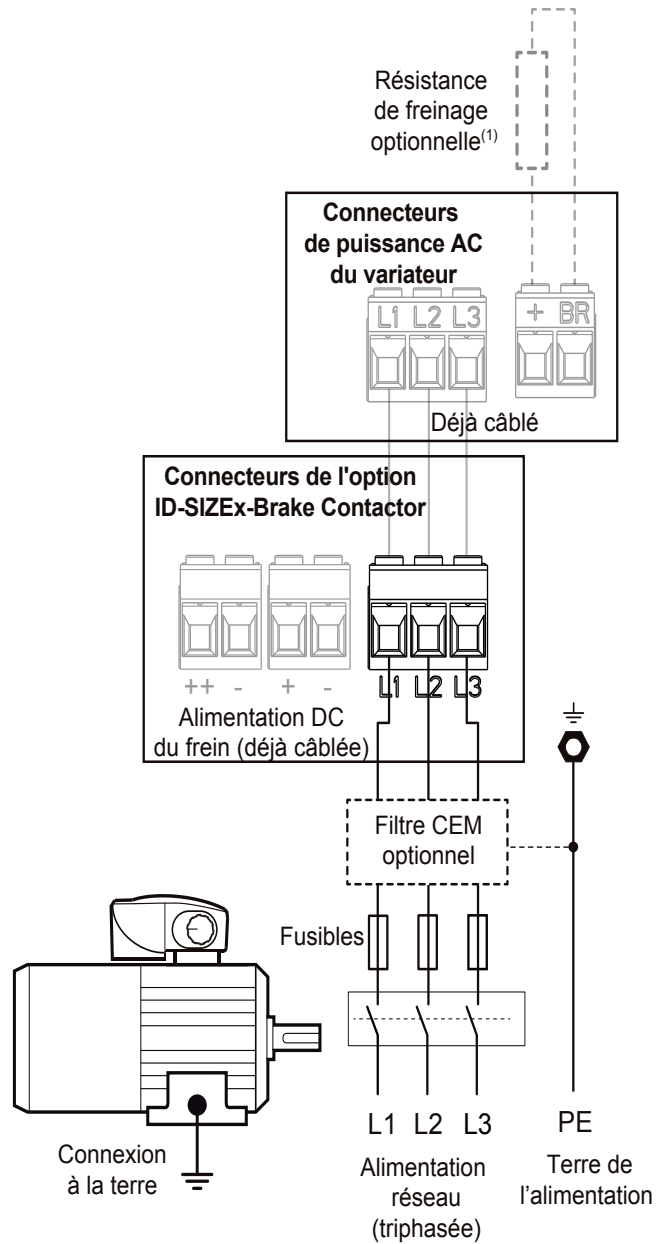 Résistance
de freinage
optionnelle(1)
Connecteurs
de puissance AC
du variateur
L1 L2 L3
+ BR
Déjà câblé
Connecteurs de l'option
ID-SIZEx-Brake Contactor
++ - + -
L1 L2 L3
Alimentation DC
du frein (déjà câblée)
Filtre CEM
optionnel
Fusibles
L1 L2 L3
PE
Connexion
à la terre
Alimentation
réseau
(triphasée)
Terre de
l’alimentation